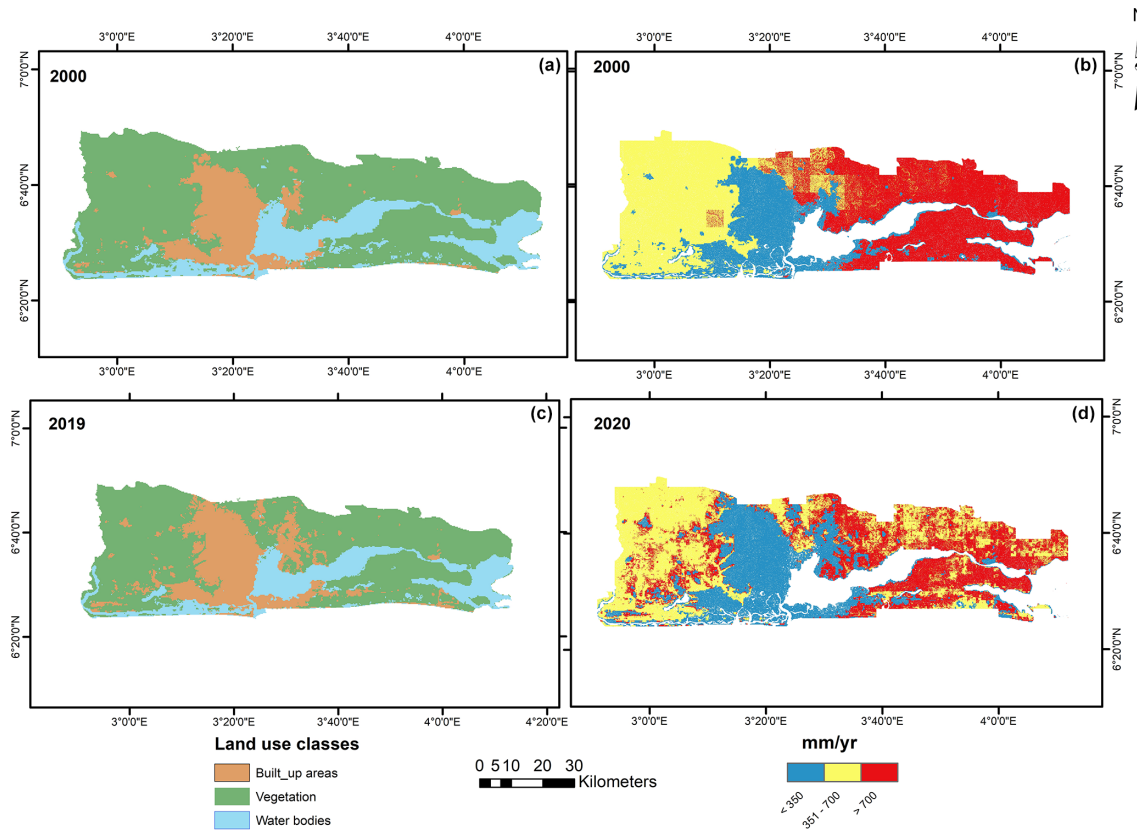 N
3°0'0"E 3°20'0"E 3°40'0"E 4°0'0"E
3°0'0"E 3°20'0"E 3°40'0"E 4°0'0"E
2000 (a)
2000 (b)
7°0'0"N
6°40'0"N
6°20'0"N
7°0'0"N
6°40'0"N
6°20'0"N
3°0'0"E 3°20'0"E 3°40'0"E 4°0'0"E
3°0'0"E 3°20'0"E 3°40'0"E 4°0'0"E
2019 (c)
2020 (d)
7°0'0"N
6°40'0"N
6°20'0"N
7°0'0"N
6°40'0"N
6°20'0"N
3°0'0"E 3°20'0"E 3°40'0"E 4°0'0"E 4°20'0"E
3°0'0"E 3°20'0"E 3°40'0"E 4°0'0"E
Land use classes
Built_up areas
Vegetation
Water bodies
0 5 10 20 30
Kilometers
mm/yr
< 350
351 - 700
> 700